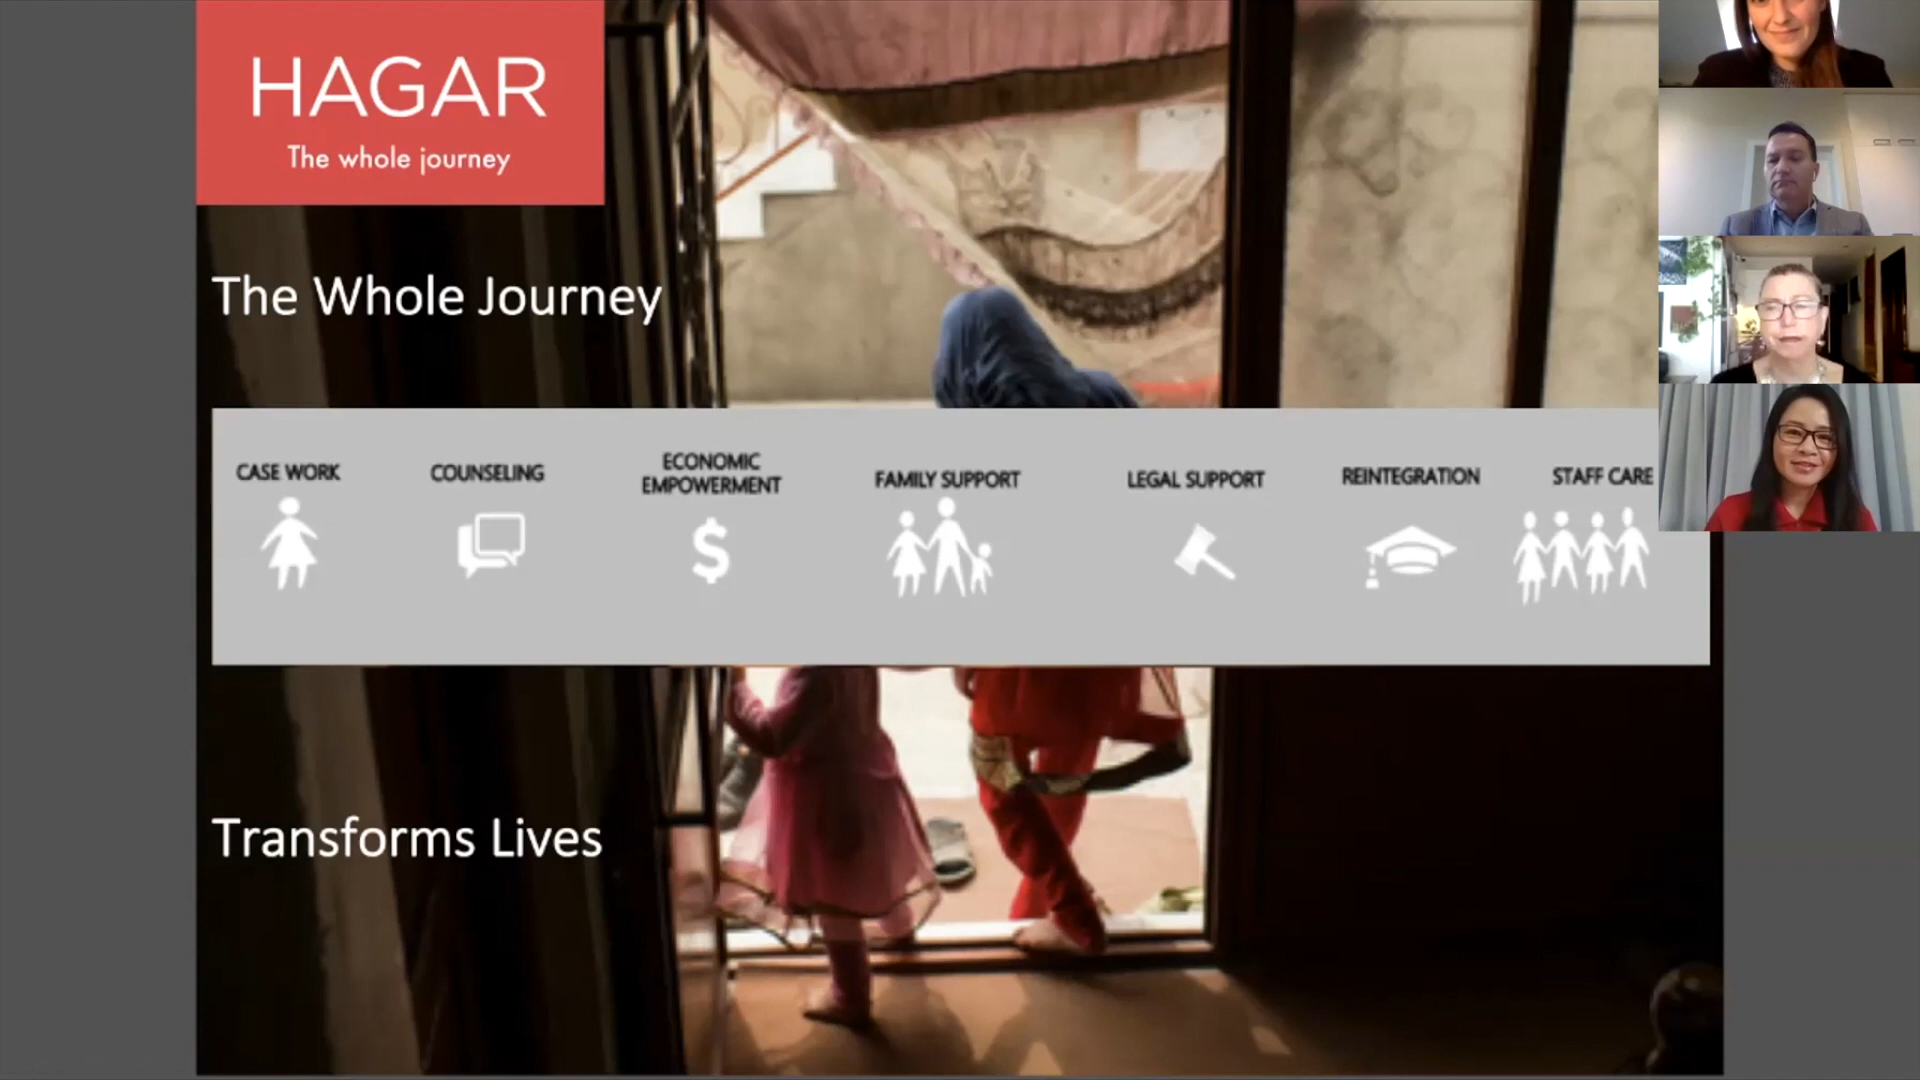 HAGAR
The whole journey
The Whole Journey
CASE WORK
COUNSELING
ECONOMIC
EMPOWERMENT
FAMILY SUPPORT
LEGAL SUPPORT
REINTEGRATION
STAFF CARE
Transforms Lives